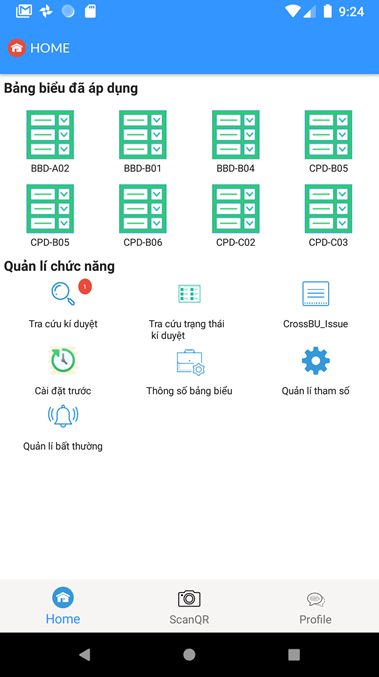 9:24
HOME
Bảng biểu đã áp dụng
BBD-A02 BBD-B01 BBD-B04 CPD-B05
CPD-B05 CPD-B06 CPD-C02 CPD-C03
Quản lí chức năng
1
Tra cứu kí duyệt Tra cứu trạng thái CrossBU_Issue
kí duyệt
Cài đặt trước Thông số bảng biểu Quản lí tham số
Quản lí bất thường
Home ScanQR Profile